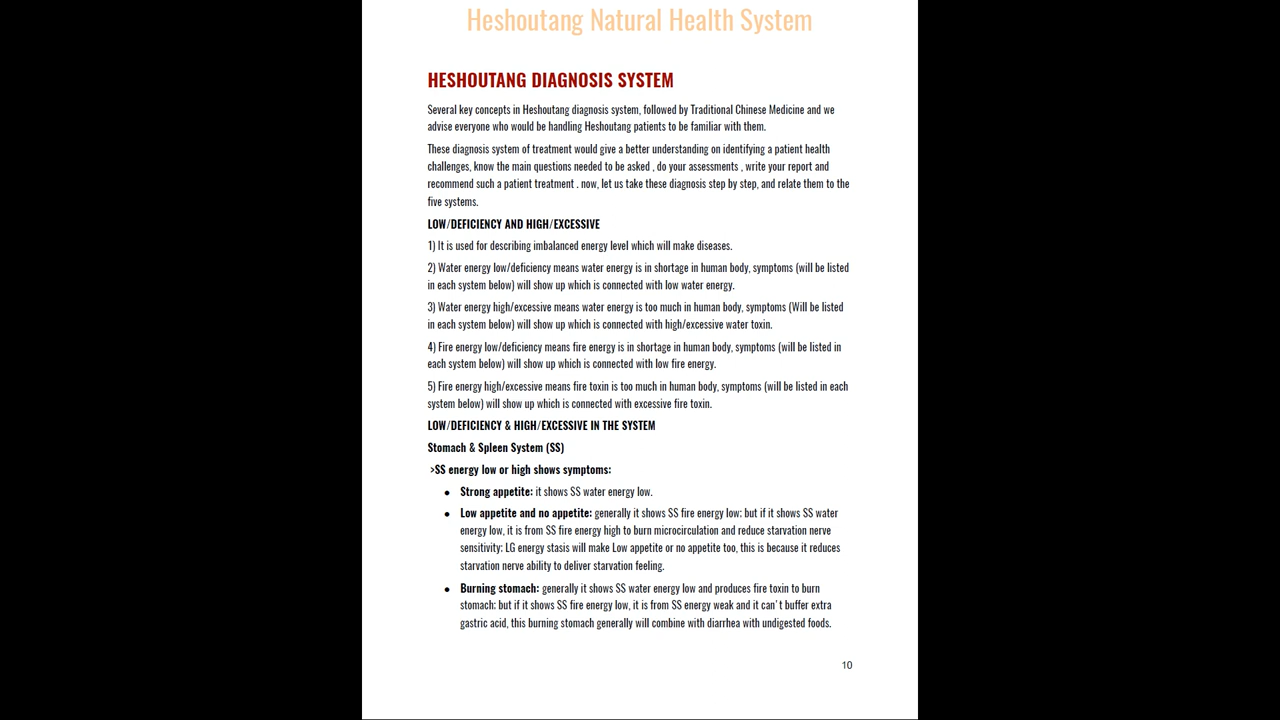 Heshoutang Natural Health System
HESHOUTANG DIAGNOSIS SYSTEM
Several key concepts in Heshoutang diagnosis system, followed by Traditional Chinese Medicine and we
advise everyone who would be handling Heshoutang patients to be familiar with them.
These diagnosis system of treatment would give a better understanding on identifying a patient health
challenges, know the main questions needed to be asked , do your assessments , write your report and
recommend such a patient treatment . now, let us take these diagnosis step by step, and relate them to the
five systems.
LOW/DEFICIENCY AND HIGH/EXCESSIVE
1) It is used for describing imbalanced energy level which will make diseases.
2) Water energy low/deficiency means water energy is in shortage in human body, symptoms (will be listed
in each system below) will show up which is connected with low water energy.
3) Water energy high/excessive means water energy is too much in human body, symptoms (Will be listed
in each system below) will show up which is connected with high/excessive water toxin.
4) Fire energy low/deficiency means fire energy is in shortage in human body, symptoms (will be listed in
each system below) will show up which is connected with low fire energy.
5) Fire energy high/excessive means fire toxin is too much in human body, symptoms (will be listed in each
system below) will show up which is connected with excessive fire toxin.
LOW/DEFICIENCY & HIGH/EXCESSIVE IN THE SYSTEM
Stomach & Spleen System (SS)
>SS energy low or high shows symptoms:
● Strong appetite: it shows SS water energy low.
● Low appetite and no appetite: generally it shows SS fire energy low; but if it shows SS water
energy low, it is from SS fire energy high to burn microcirculation and reduce starvation nerve
sensitivity; LG energy stasis will make Low appetite or no appetite too, this is because it reduces
starvation nerve ability to deliver starvation feeling.
● Burning stomach: generally it shows SS water energy low and produces fire toxin to burn
stomach; but if it shows SS fire energy low, it is from SS energy weak and it can't buffer extra
gastric acid, this burning stomach generally will combine with diarrhea with undigested foods.
10